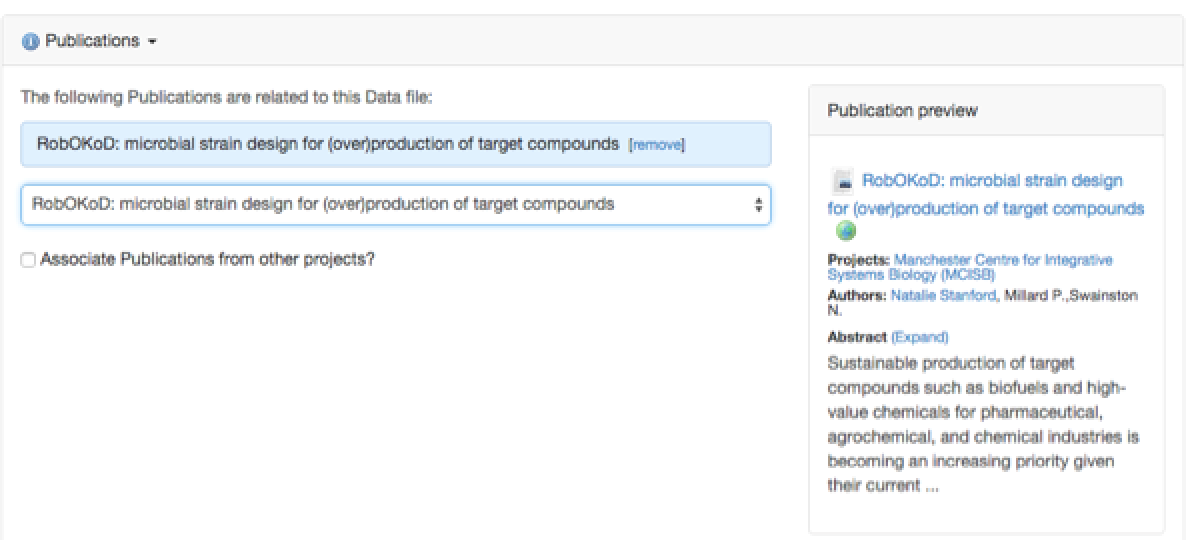 Publications
The following Publications are related to this Data file:
RobOKoD: microbial strain design for (over)production of target compounds [remove]
RobOKoD: microbial strain design for (over)production of target compounds
Associate Publications from other projects?
Publication preview
RobOKoD: microbial strain design
for (over)production of target compounds
Projects: Manchester Centre for Integrative
Systems Biology (MCISB)
Authors: Natalie Stanford, Millard P.,Swainston
N.
Abstract (Expand)
Sustainable production of target
compounds such as biofuels and high-
value chemicals for pharmaceutical,
agrochemical, and chemical industries is
becoming an increasing priority given
their current ...